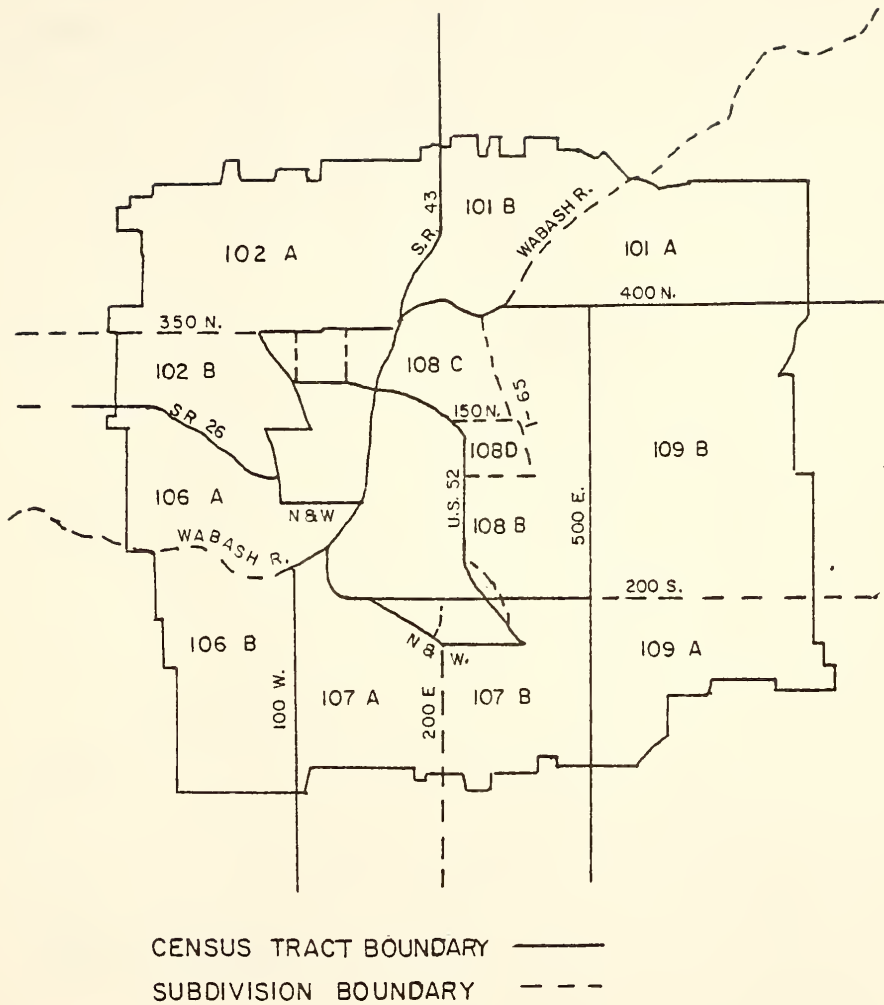 S.R. 43
101 B
WABASH R.
102 A
101 A
400 N.
350 N.
102 B
108 C
I-65
S.R. 26
150 N.
108D
109 B
106 A
U.S. 52
N & W
108 B
500 E.
WABASH R.
200 S.
106 B
N & W.
109 A
100 W.
107 A
200 E
107 B
CENSUS TRACT BOUNDARY
SUBDIVISION BOUNDARY